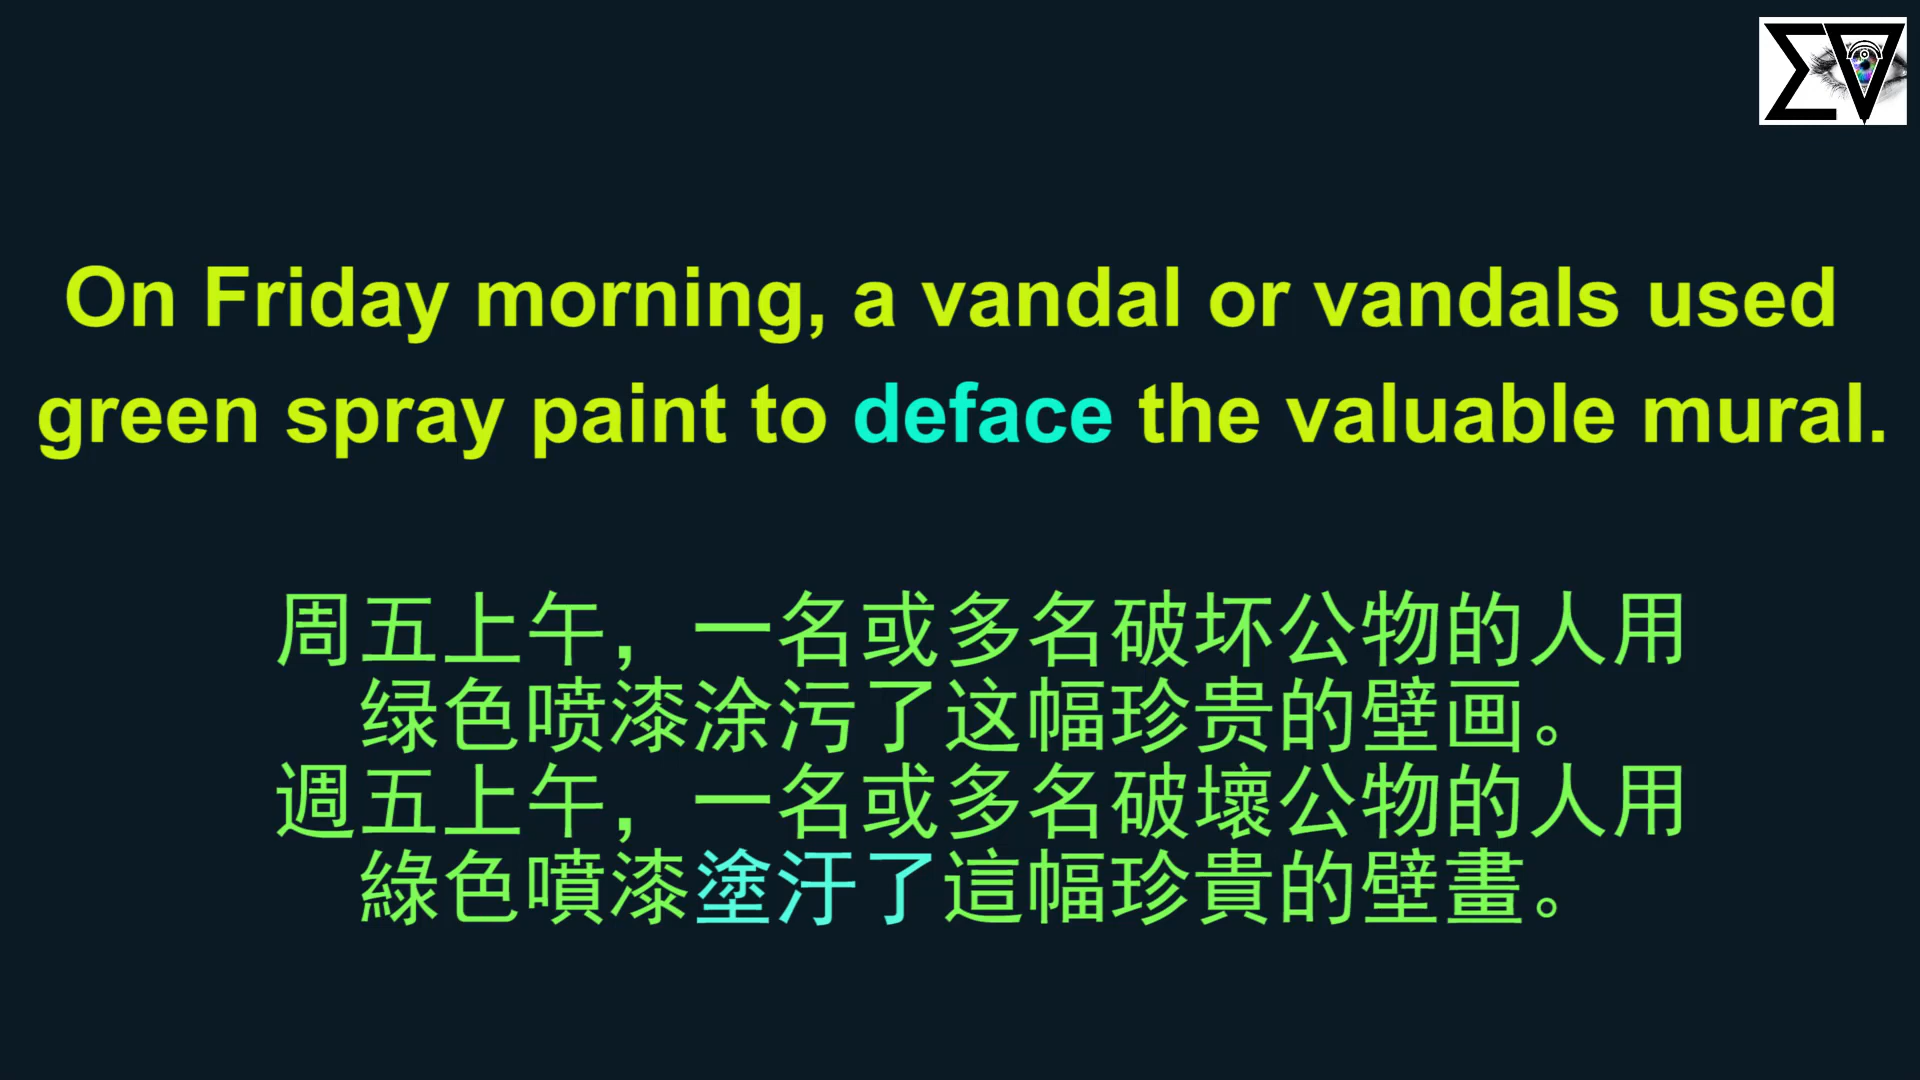 On Friday morning, a vandal or vandals used
green spray paint to deface the valuable mural.
周五上午，一名或多名破坏公物的人用
绿色喷漆涂污了这幅珍贵的壁画。
週五上午，一名或多名破壞公物的人用
綠色噴漆塗汙了這幅珍貴的壁畫。